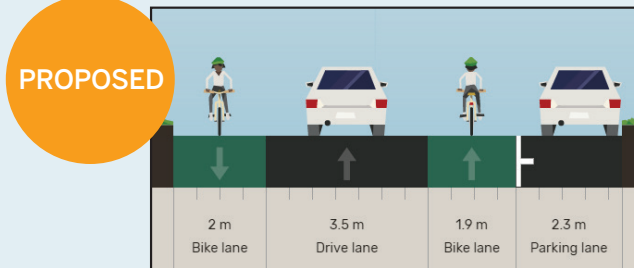 PROPOSED
2 m
Bike lane
3.5 m
Drive lane
1.9 m
Bike lane
2.3 m
Parking lane